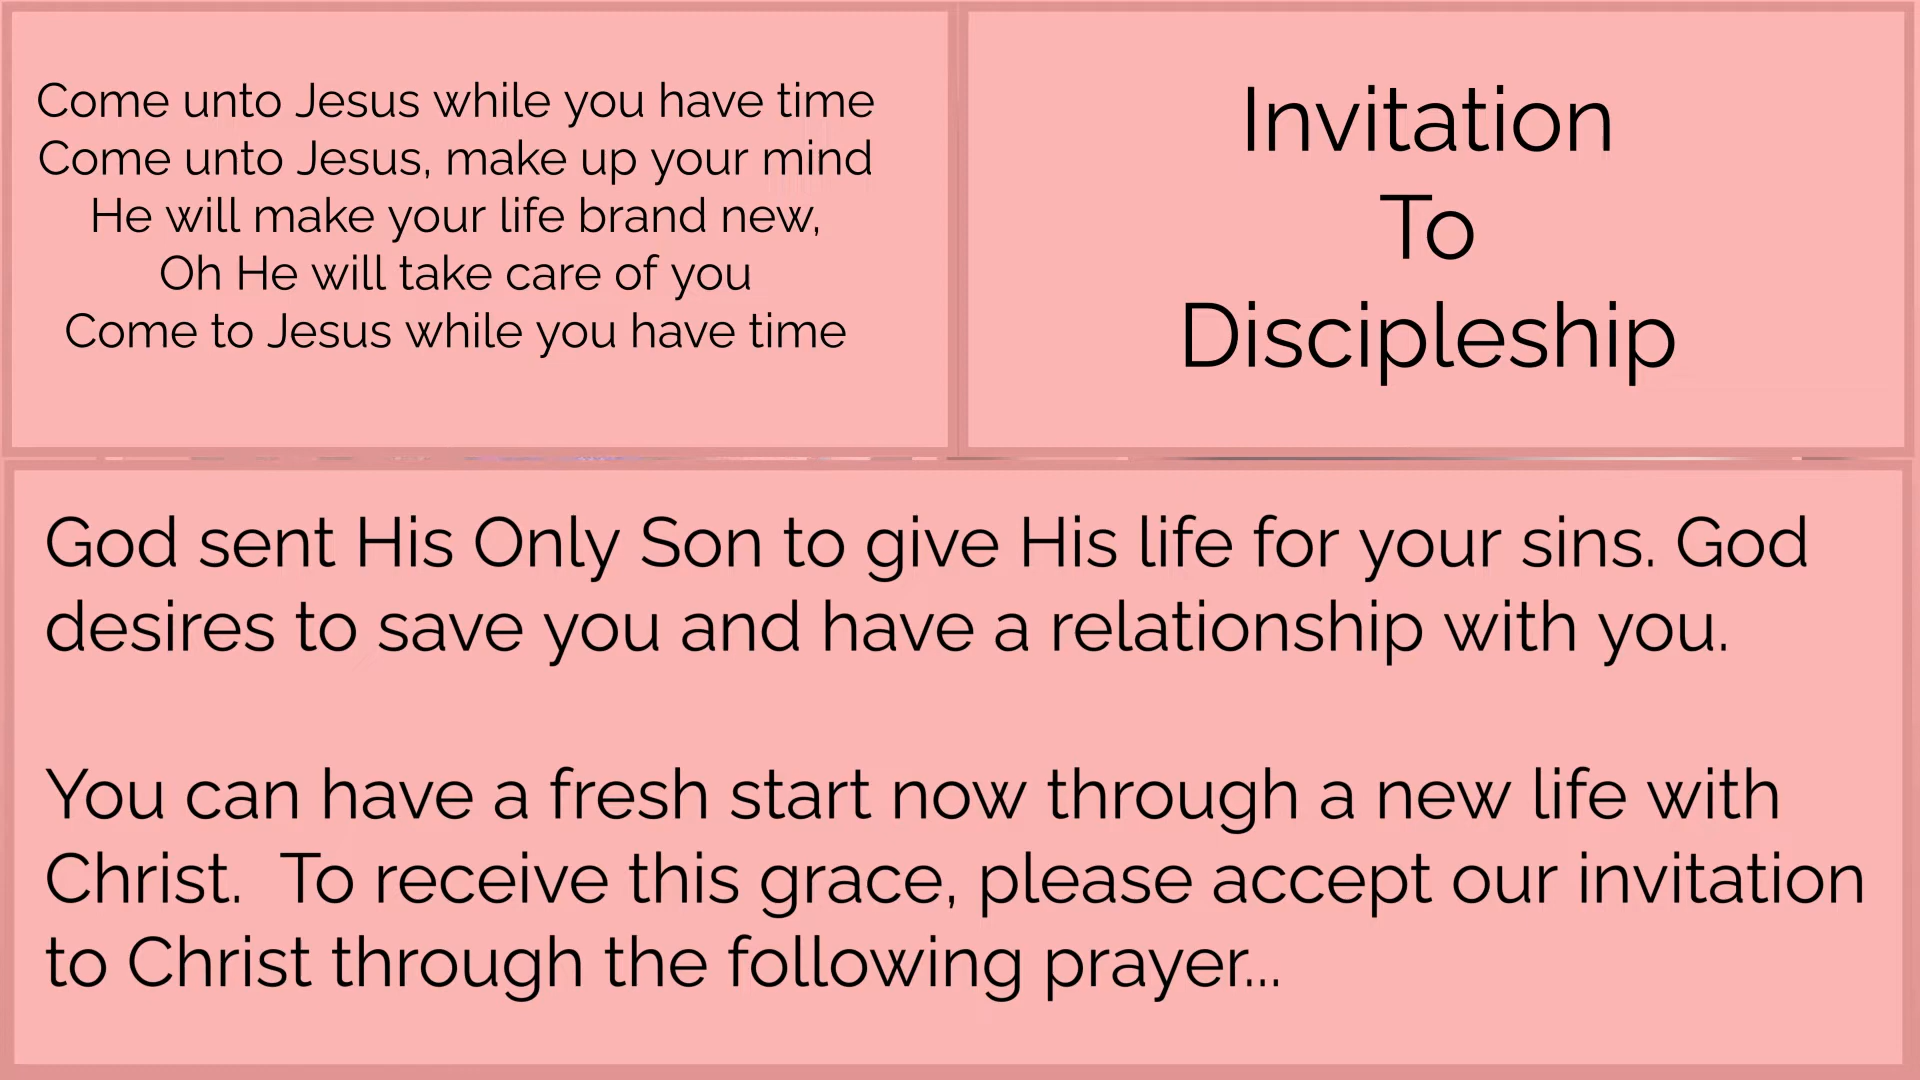 Come unto Jesus while you have time
Come unto Jesus, make up your mind
He will make your life brand new,
Oh He will take care of you
Come to Jesus while you have time
Invitation
To
Discipleship
God sent His Only Son to give His life for your sins. God
desires to save you and have a relationship with you.
You can have a fresh start now through a new life with
Christ.  To receive this grace, please accept our invitation
to Christ through the following prayer...